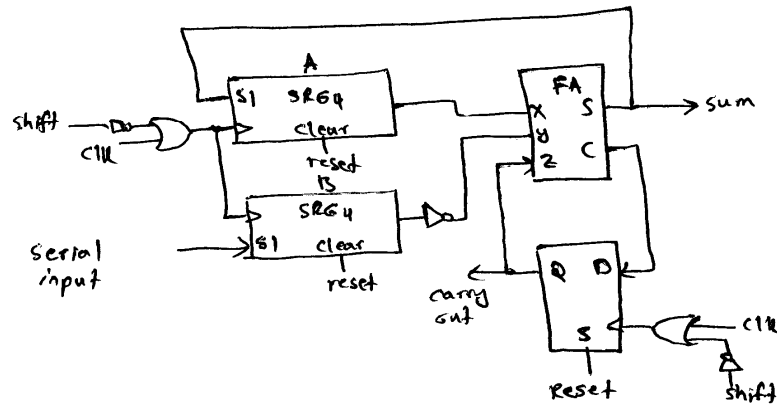 A
SI SRG4
clear
reset
shift
Clk
B
SRG4
SI clear
reset
serial
input
FA
X S
y
Z C
sum
Q D
S
Reset
carry
out
Clk
shift